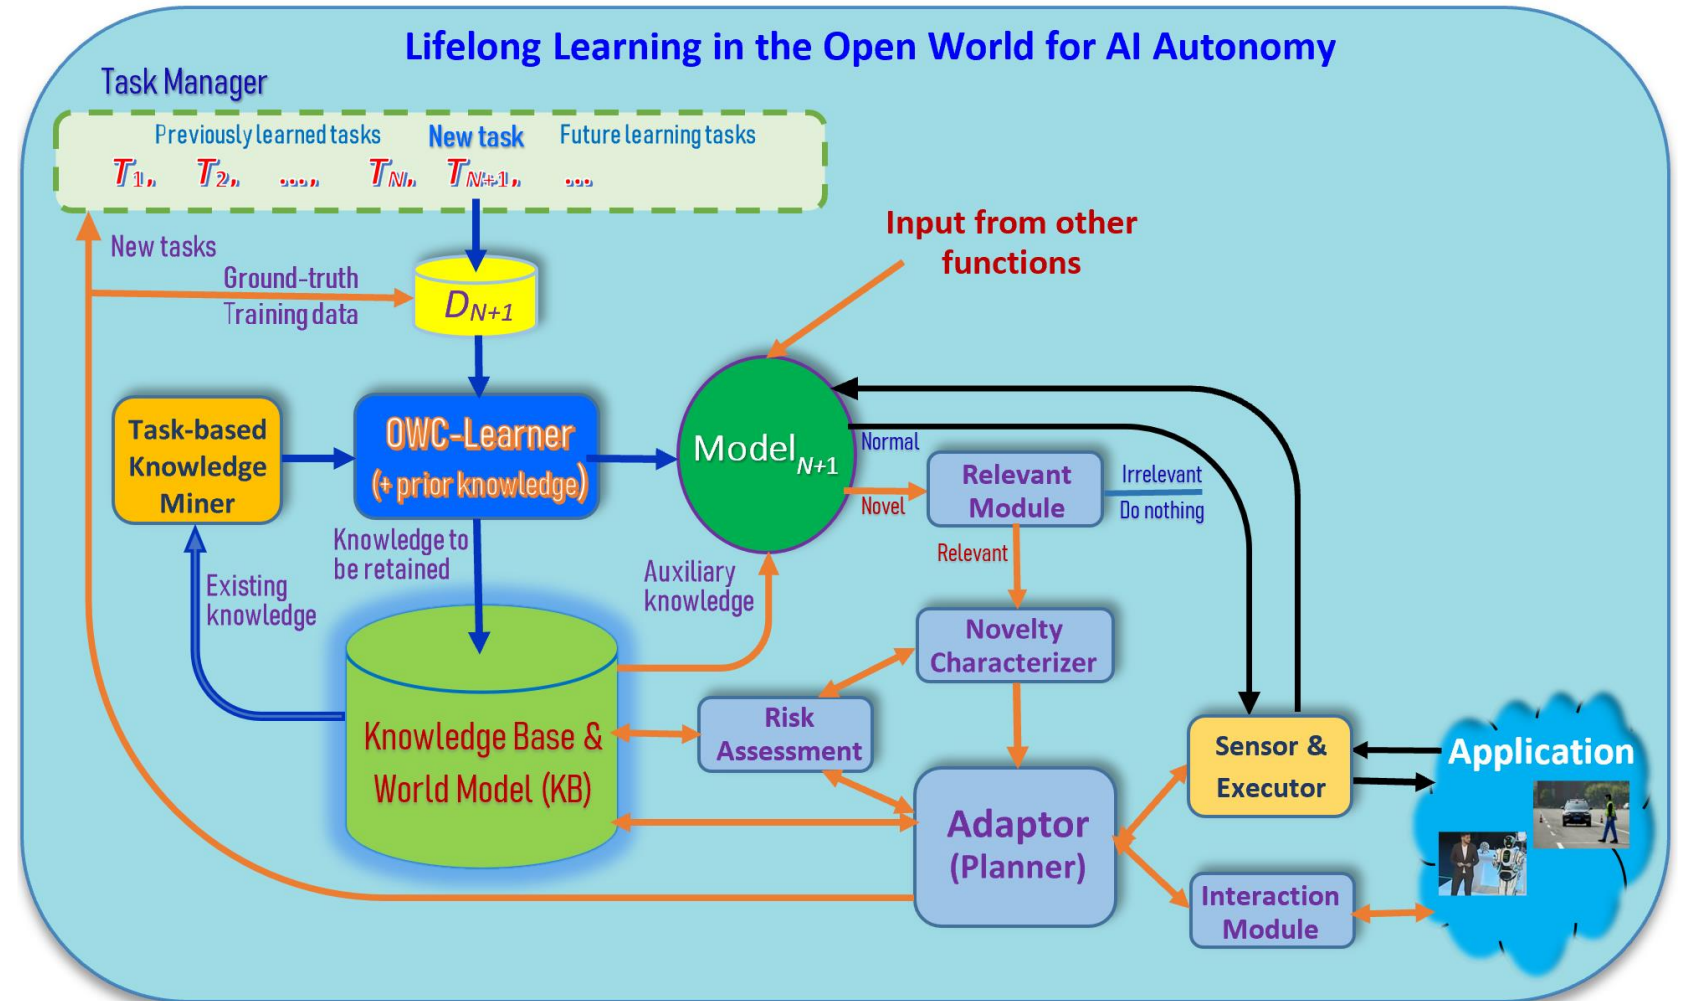 Lifelong Learning in the Open World for AI Autonomy
Task Manager
Previously learned tasks
New task
Future learning tasks
T1, T2, ..., TN, TN+1, ...
New tasks
Ground-truth
Training data
DN+1
Input from other
functions
Task-based
Knowledge
Miner
OWC-Learner
(+ prior knowledge)
ModelN+1
Normal
Novel
Relevant
Module
Irrelevant
Do nothing
Relevant
Knowledge to
be retained
Existing
knowledge
Auxiliary
knowledge
Novelty
Characterizer
Risk
Assessment
Knowledge Base &
World Model (KB)
Adaptor
(Planner)
Sensor &
Executor
Application
Interaction
Module